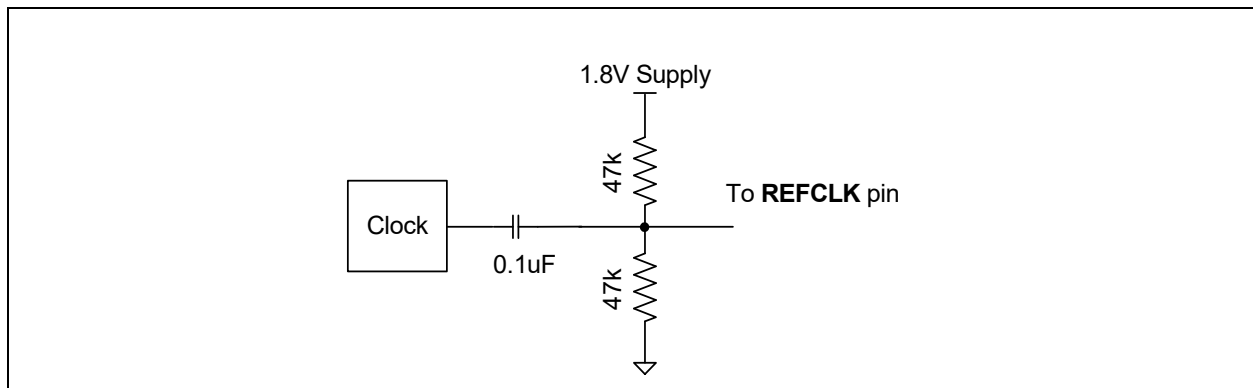 1.8V Supply
47k
To REFCLK pin
Clock
0.1uF
47k